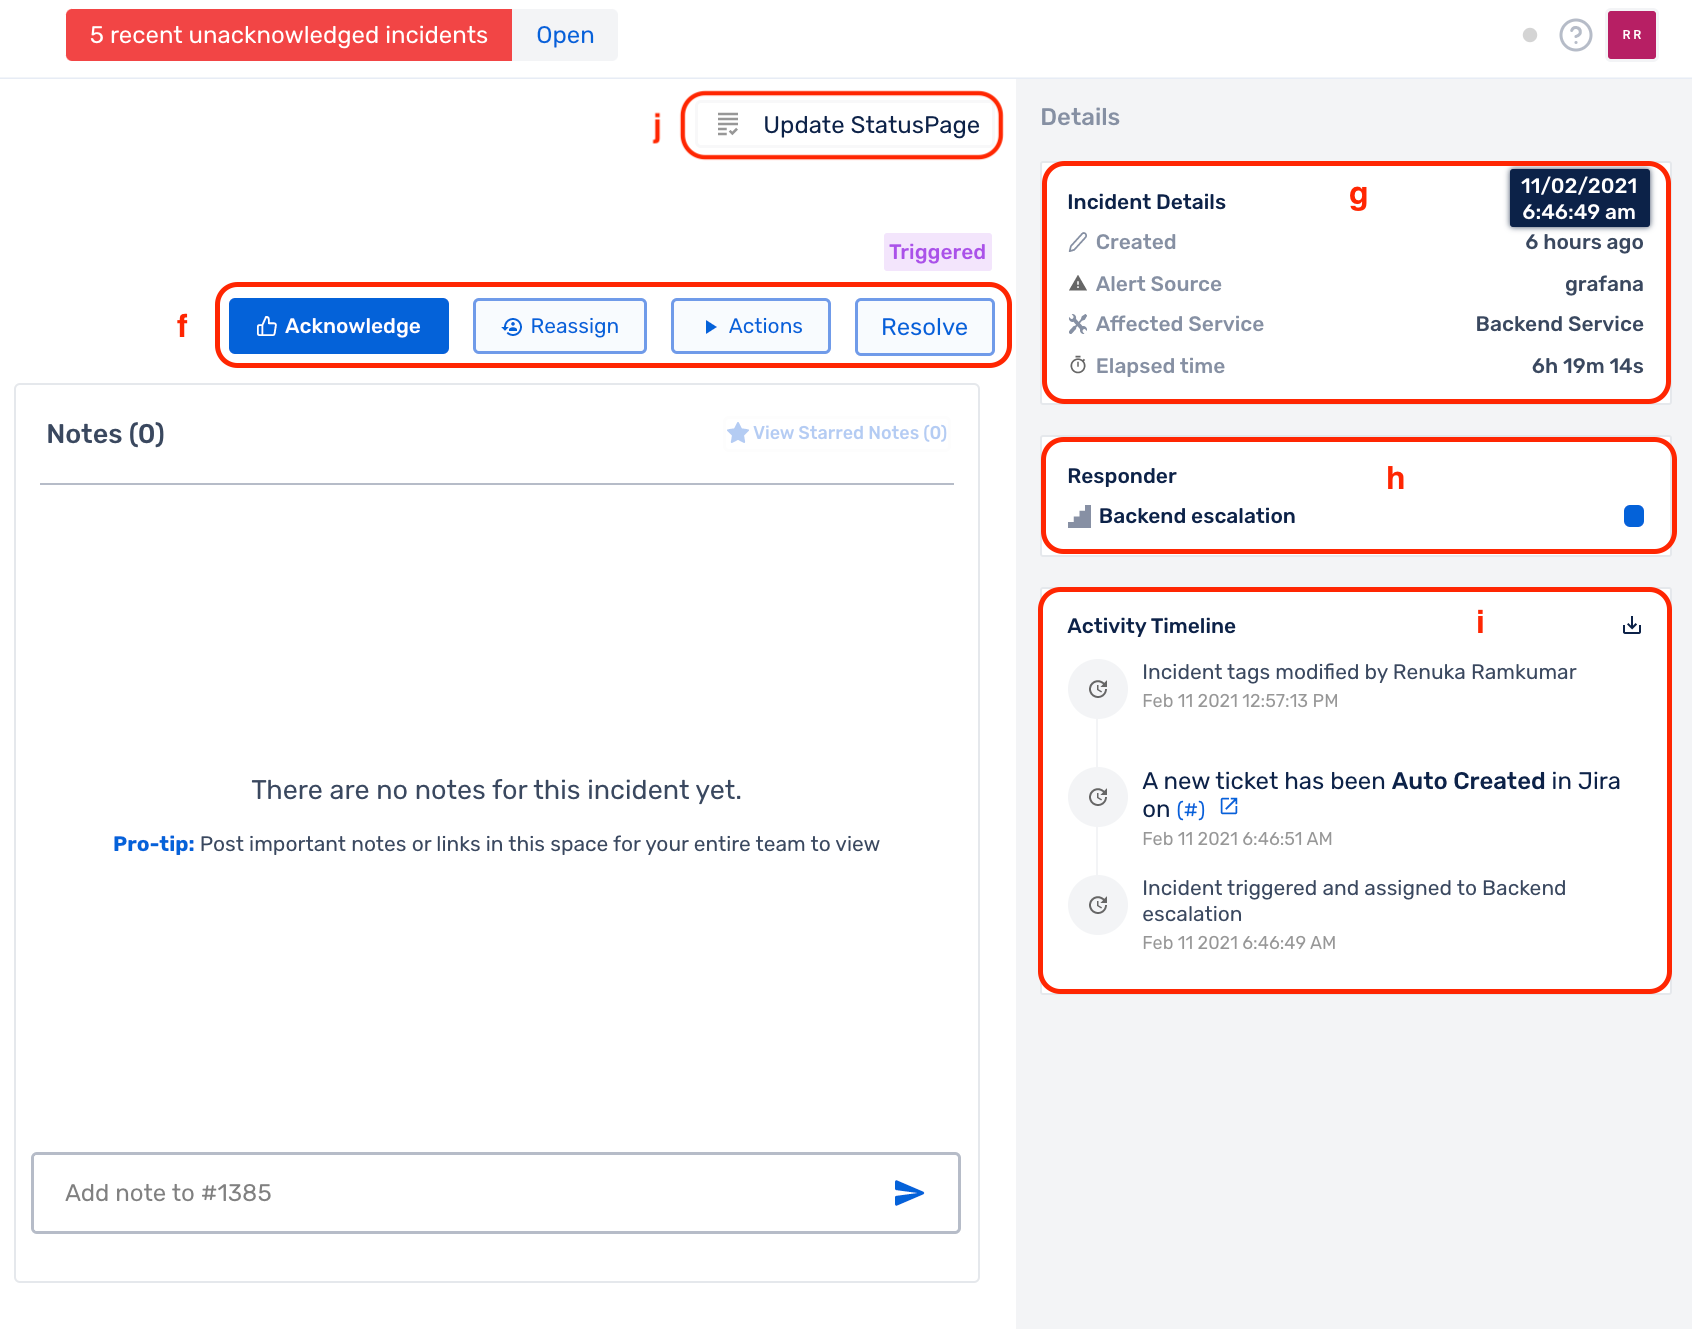 5 recent unacknowledged incidents
Open
RR
j
Update StatusPage
Triggered
f
Acknowledge
Reassign
Actions
Resolve
Notes (0)
View Starred Notes (0)
There are no notes for this incident yet.
Pro-tip: Post important notes or links in this space for your entire team to view
Add note to #1385
Details
g
Incident Details
11/02/2021
6:46:49 am
Created
6 hours ago
Alert Source
grafana
Affected Service
Backend Service
Elapsed time
6h 19m 14s
h
Responder
Backend escalation
i
Activity Timeline
Incident tags modified by Renuka Ramkumar
Feb 11 2021 12:57:13 PM
A new ticket has been Auto Created in Jira
on (#)
Feb 11 2021 6:46:51 AM
Incident triggered and assigned to Backend
escalation
Feb 11 2021 6:46:49 AM